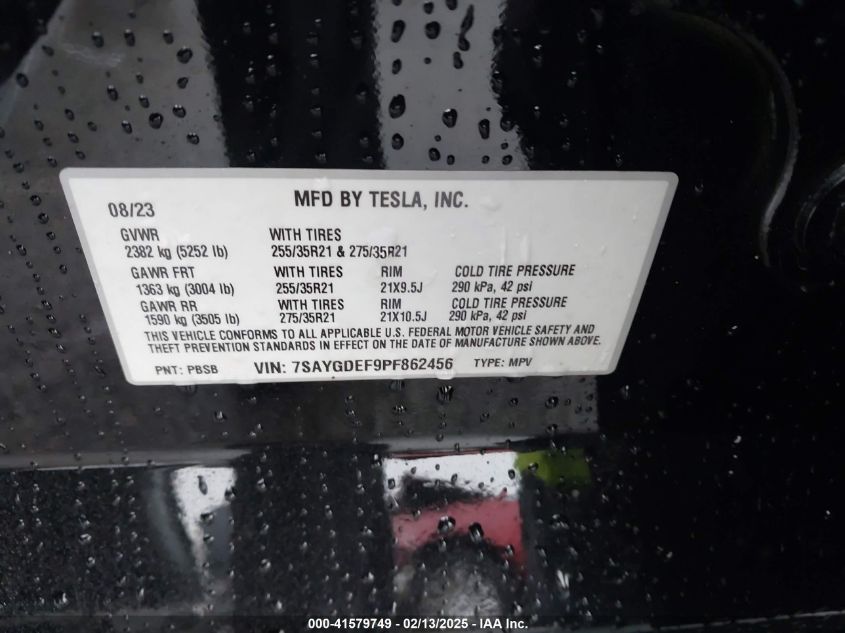 MFD BY TESLA, INC.
08/23
GVWR WITH TIRES
2382 kg (5252 lb) 255/35R21 & 275/35R21
GAWR FRT WITH TIRES RIM COLD TIRE PRESSURE
1363 kg (3004 lb) 255/35R21 21X9.5J 290 kPa, 42 psi
GAWR RR WITH TIRES RIM COLD TIRE PRESSURE
1590 kg (3505 lb) 275/35R21 21X10.5J 290 kPa, 42 psi
THIS VEHICLE CONFORMS TO ALL APPLICABLE U.S. FEDERAL MOTOR VEHICLE SAFETY AND
THEFT PREVENTION STANDARDS IN EFFECT ON THE DATE OF MANUFACTURE SHOWN ABOVE.
PNT: PBSB VIN: 7SAYGDEF9PF862456 TYPE: MPV
000-41579749 - 02/13/2025 - IAA Inc.